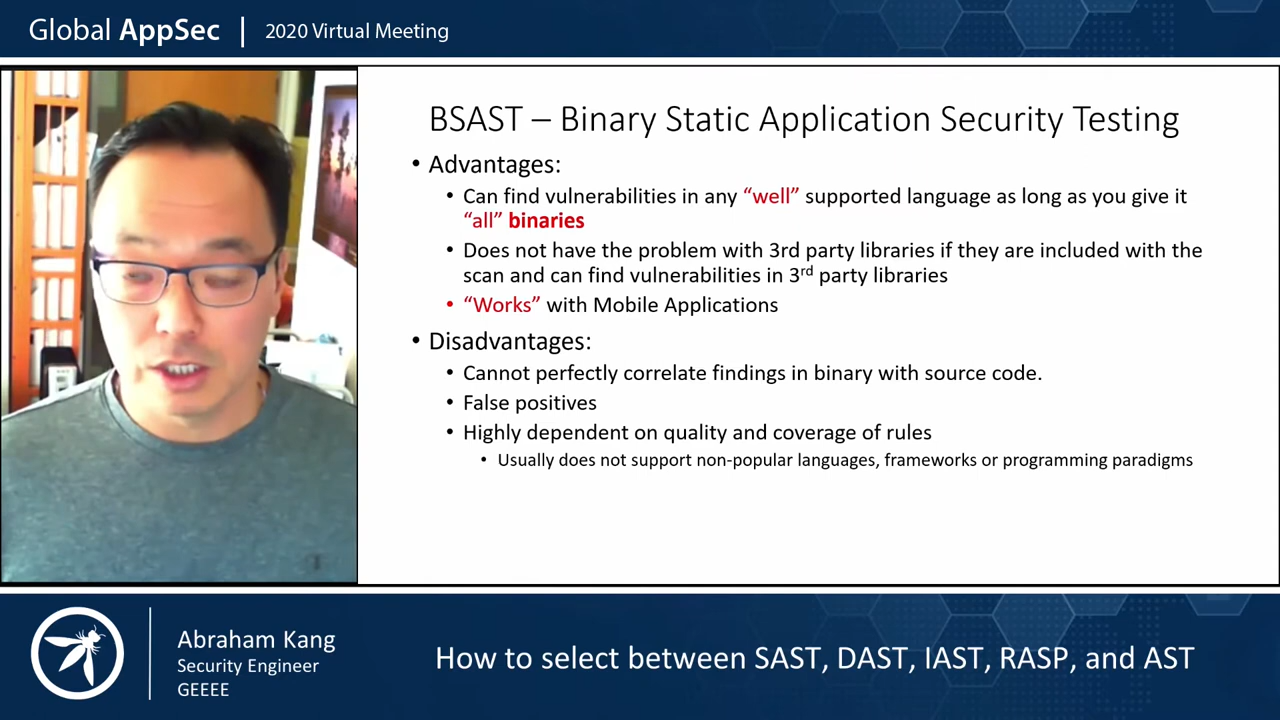 Global AppSec | 2020 Virtual Meeting
BSAST – Binary Static Application Security Testing
• Advantages:
• Can find vulnerabilities in any “well” supported language as long as you give it
“all” binaries
• Does not have the problem with 3rd party libraries if they are included with the
scan and can find vulnerabilities in 3rd party libraries
• “Works” with Mobile Applications
• Disadvantages:
• Cannot perfectly correlate findings in binary with source code.
• False positives
• Highly dependent on quality and coverage of rules
• Usually does not support non-popular languages, frameworks or programming paradigms
Abraham Kang
Security Engineer
GEEEE
How to select between SAST, DAST, IAST, RASP, and AST